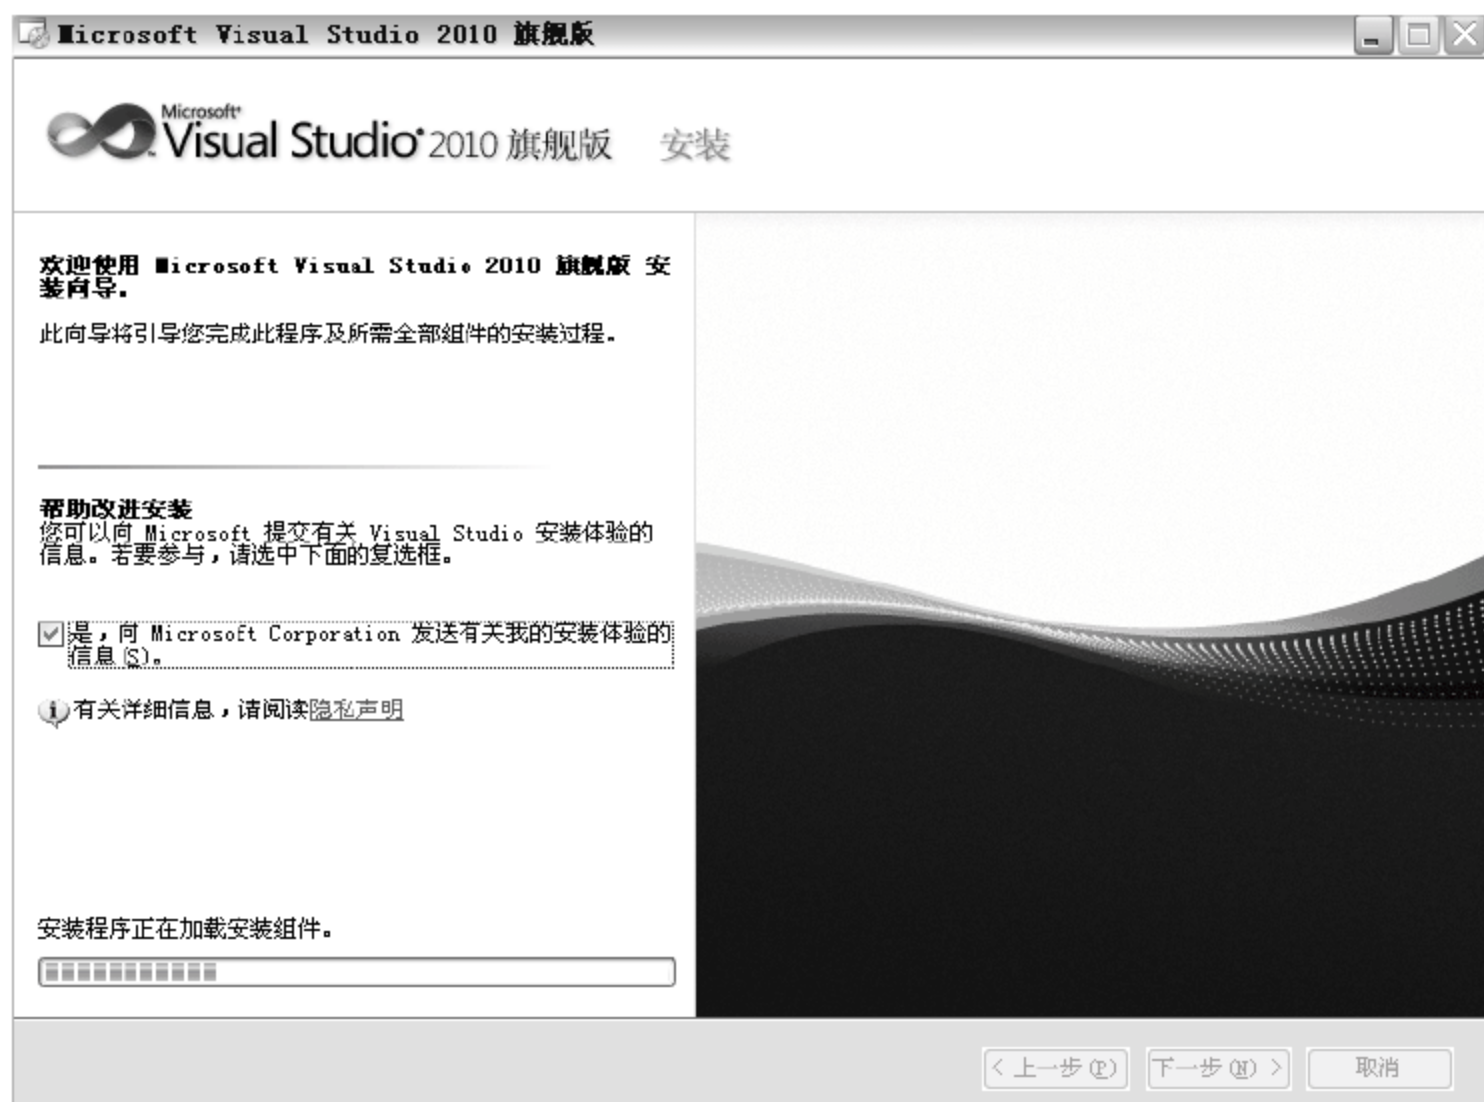 Microsoft Visual Studio 2010 旗舰版
Microsoft
Visual Studio 2010 旗舰版 安装
欢迎使用 Microsoft Visual Studio 2010 旗舰版 安
装向导。
此向导将引导您完成此程序及所需全部组件的安装过程。
帮助改进安装
您可以向 Microsoft 提交有关 Visual Studio 安装体验的
信息。若要参与，请选中下面的复选框。
是，向 Microsoft Corporation 发送有关我的安装体验的
信息(S)。
有关详细信息，请阅读隐私声明
安装程序正在加载安装组件。
< 上一步(P) 下一步(N) > 取消